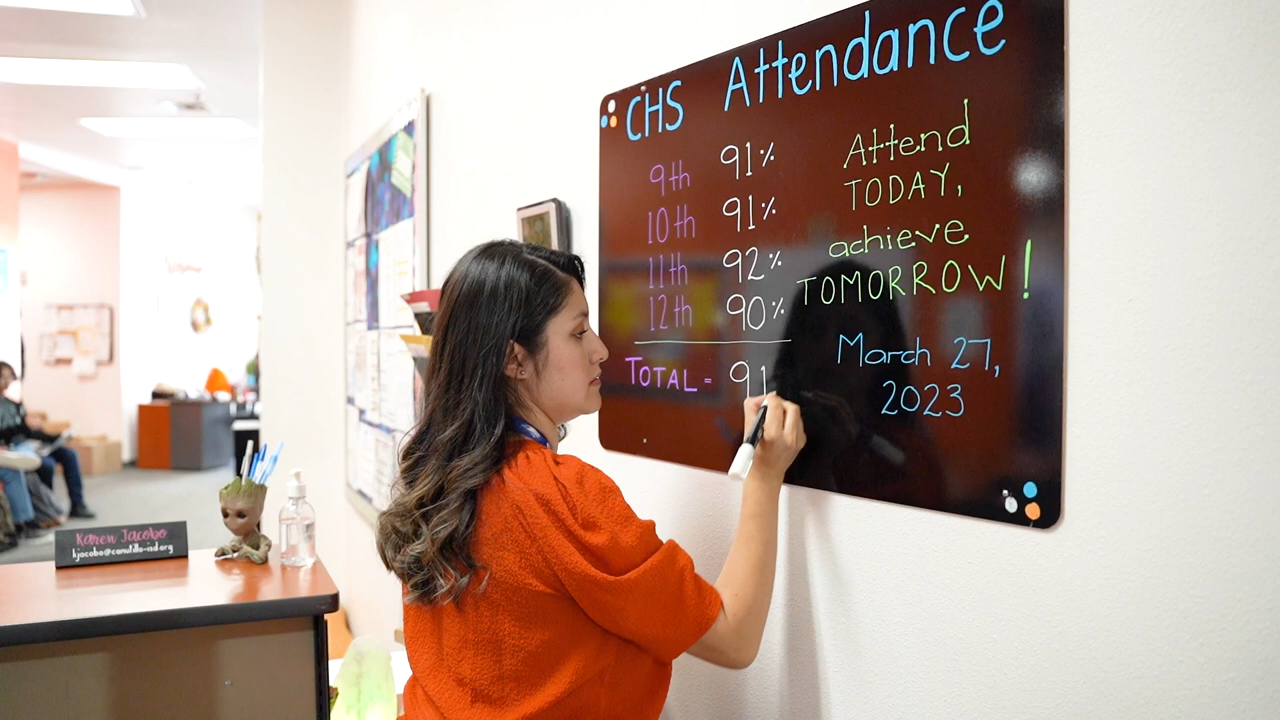 CHS Attendance
9th 91%
10th 91%
11th 92%
12th 90%
TOTAL = 91
Attend
TODAY,
achieve
TOMORROW!
March 27,
2023
Karen Jacobo
kjacobo@canutillo-isd.org